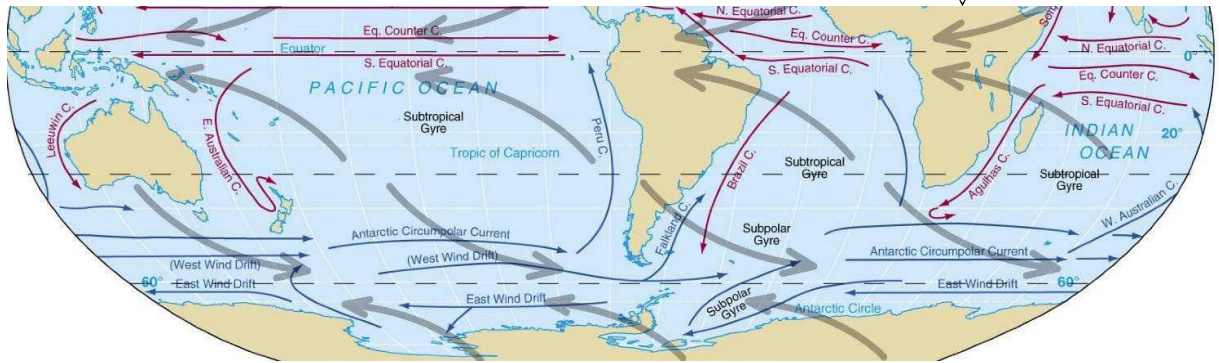 N. Equatorial C.
Eq. Counter C.
Eq. Counter C.
N. Equatorial C.
Equator
0°
S. Equatorial C.
S. Equatorial C.
Eq. Counter C.
PACIFIC OCEAN
S. Equatorial C.
Leeuwin C.
E. Australian C.
Subtropical
Gyre
Peru C.
INDIAN
OCEAN
20°
Tropic of Capricorn
Brazil C.
Subtropical
Gyre
Agulhas C.
Subtropical
Gyre
W. Australian C.
Falkland C.
Subpolar
Gyre
Antarctic Circumpolar Current
(West Wind Drift)
Antarctic Circumpolar Current
(West Wind Drift)
60°
East Wind Drift
60°
East Wind Drift
East Wind Drift
Subpolar
Gyre
Antarctic Circle